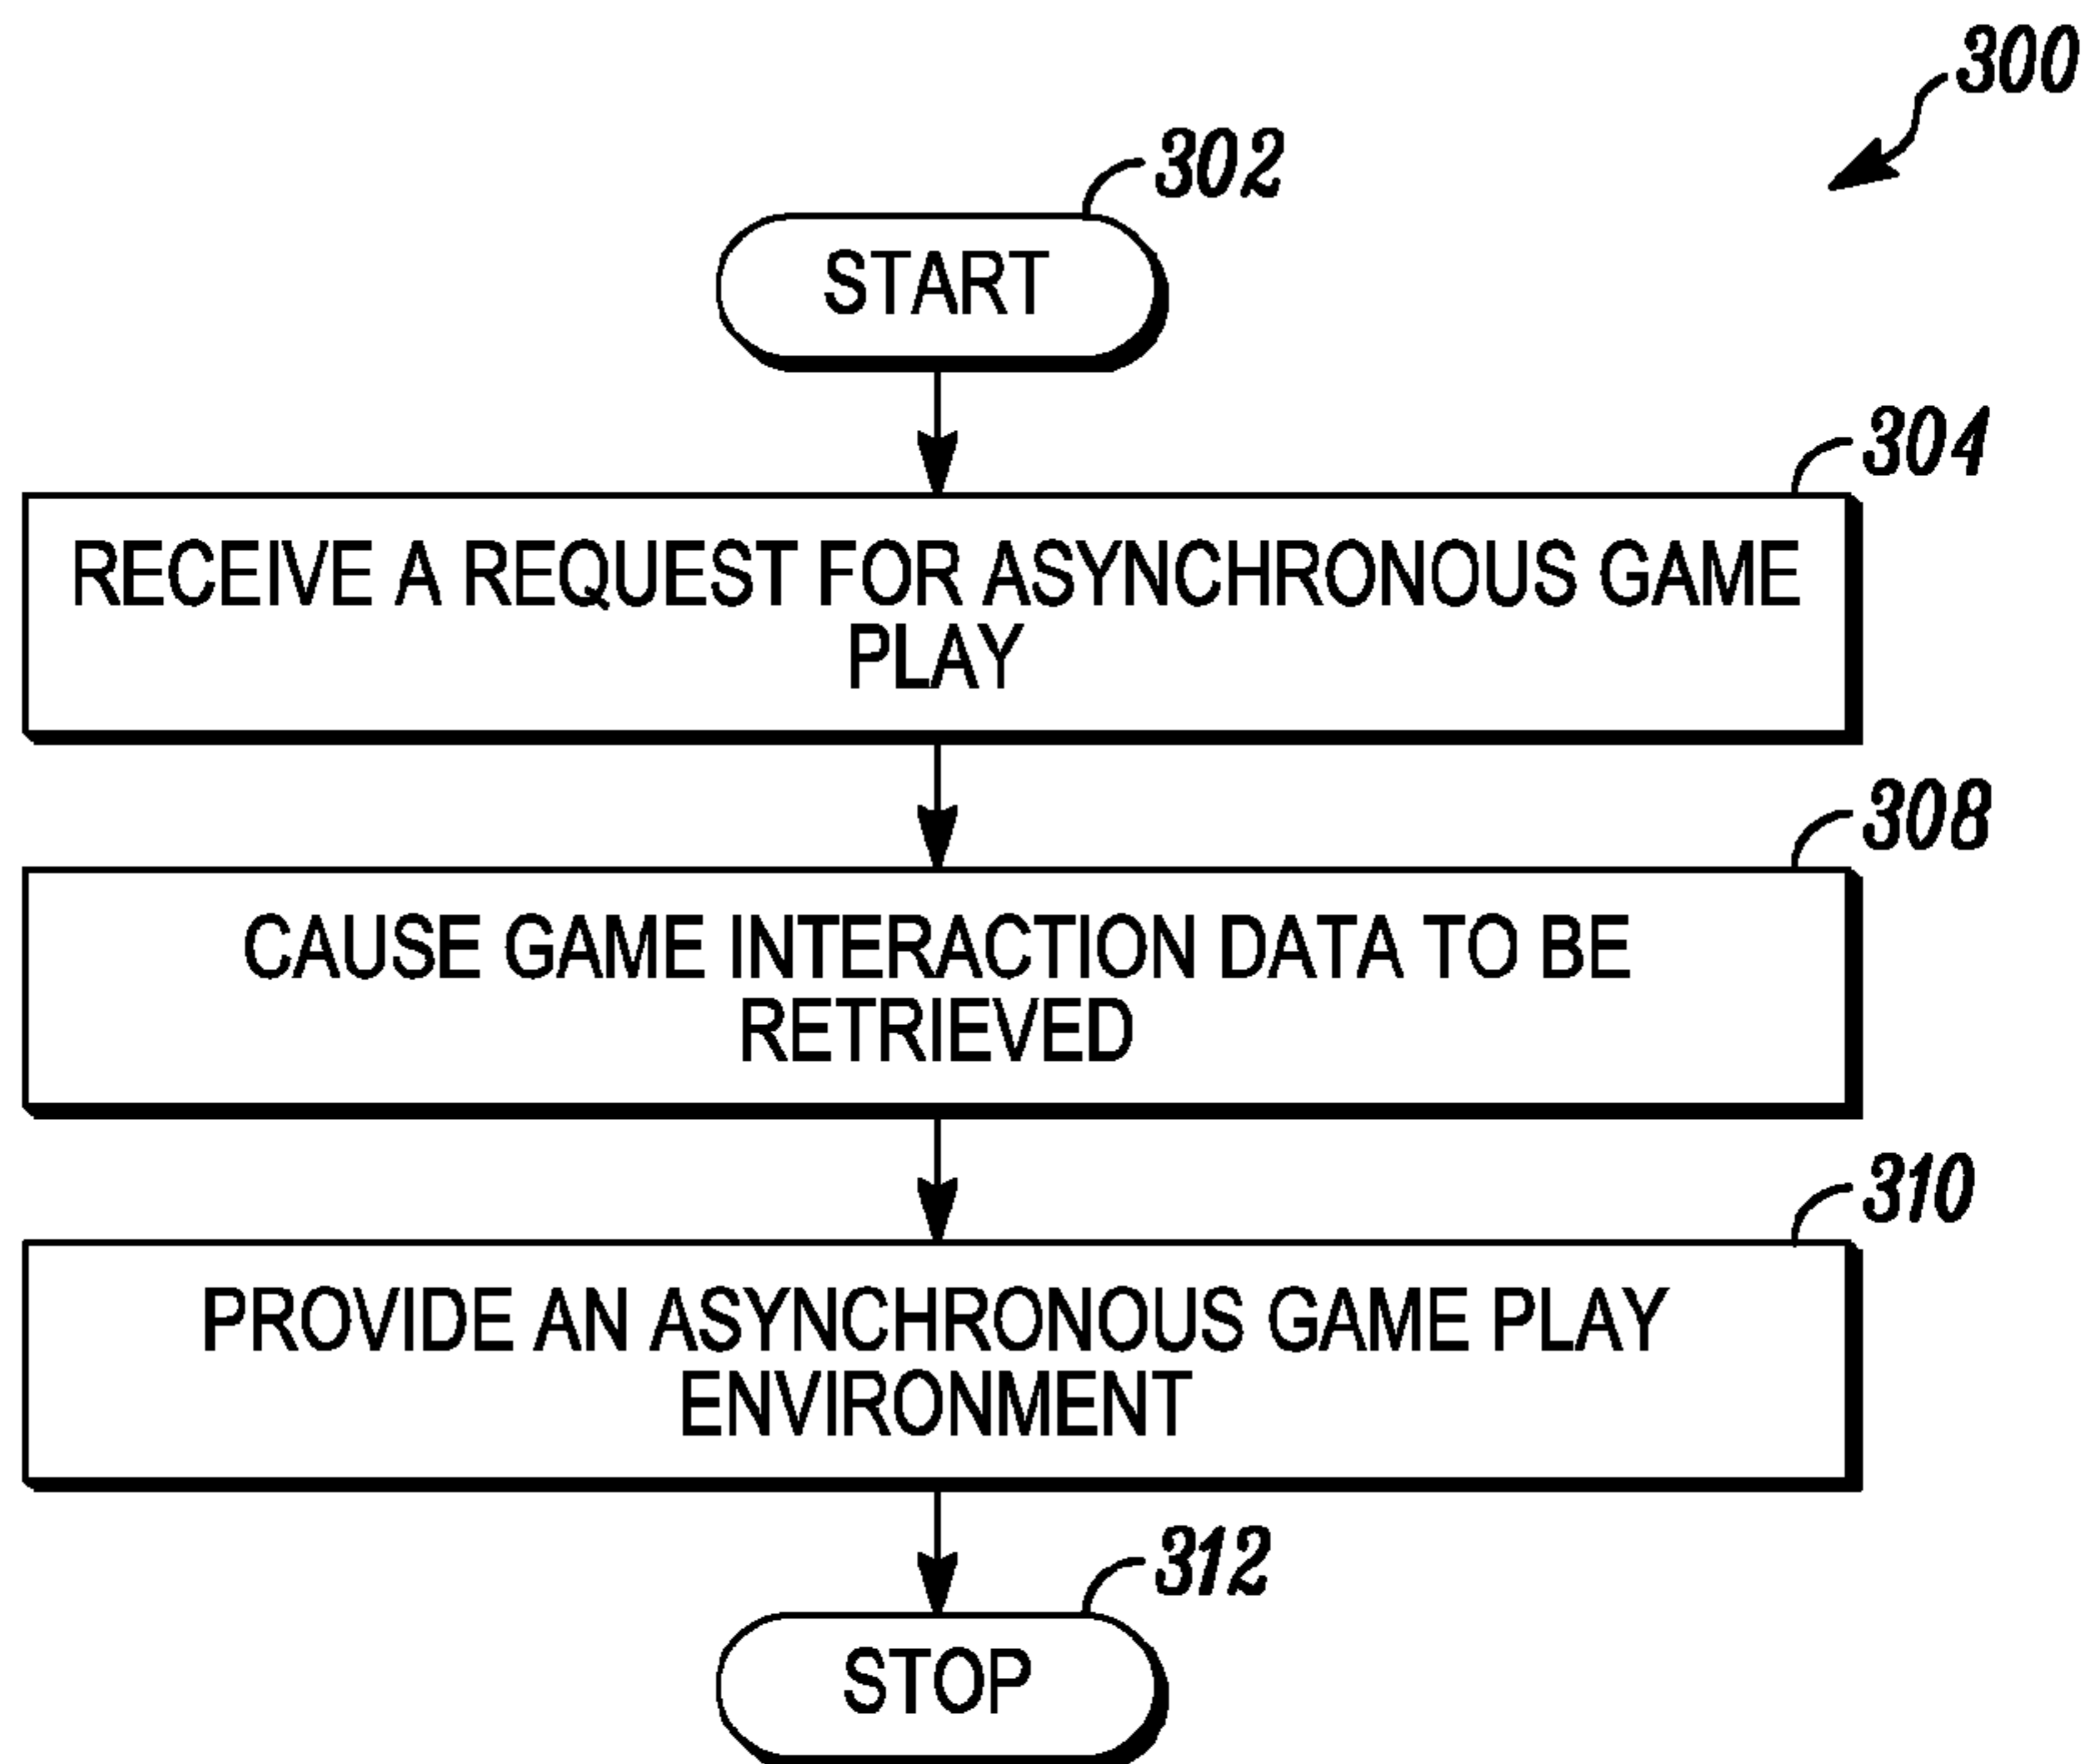 300
302
START
304
RECEIVE A REQUEST FOR ASYNCHRONOUS GAME
PLAY
308
CAUSE GAME INTERACTION DATA TO BE
RETRIEVED
310
PROVIDE AN ASYNCHRONOUS GAME PLAY
ENVIRONMENT
312
STOP